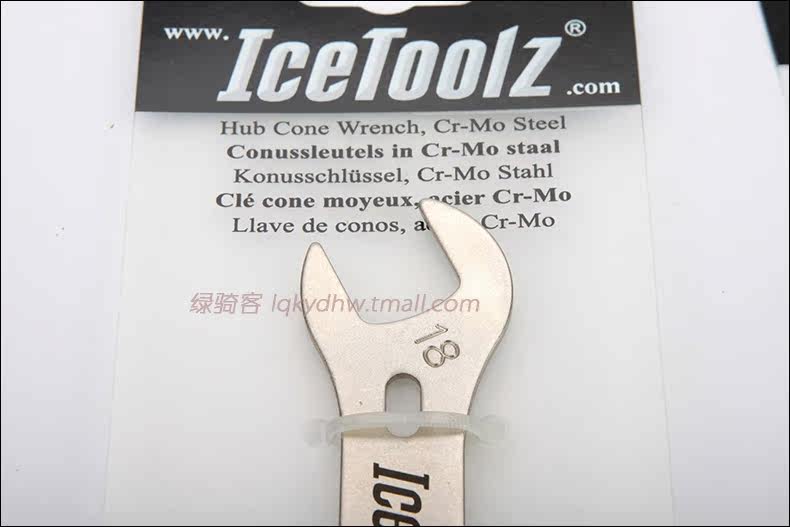 www.IceToolz®.com
Hub Cone Wrench, Cr-Mo Steel
Conussleutels in Cr-Mo staal
Konusschlüssel, Cr-Mo Stahl
Clé cone moyeux, acier Cr-Mo
Llave de conos, Cr-Mo
绿骑客 lqkydhw.tmall.com
18
Ice